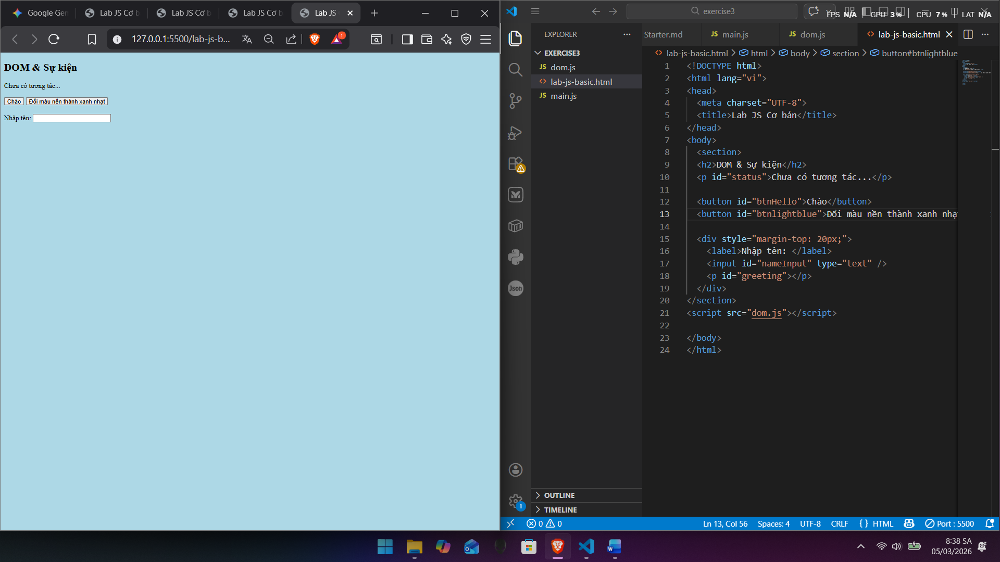 Google Gen
Lab JS Cơ b
Lab JS Cơ b
Lab JS Cơ b
Lab JS
127.0.0.1:5500/lab-js-b...
1
DOM & Sự kiện
Chưa có tương tác...
Chào
Đổi màu nền thành xanh nhạt
Nhập tên:
exercise3
FPS N/A
GPU 3 %
CPU 7 %
LAT N/A
EXPLORER
EXERCISE3
JS dom.js
<> lab-js-basic.html
JS main.js
Json
1
OUTLINE
TIMELINE
Starter.md
JS main.js
JS dom.js
<> lab-js-basic.html
<> lab-js-basic.html > html > body > section > button#btnlightblue
1 <!DOCTYPE html>
2 <html lang="vi">
3 <head>
4 <meta charset="UTF-8">
5 <title>Lab JS Cơ bản</title>
6 </head>
7 <body>
8 <section>
9 <h2>DOM & Sự kiện</h2>
10 <p id="status">Chưa có tương tác...</p>
11
12 <button id="btnHello">Chào</button>
13 <button id="btnlightblue">Đổi màu nền thành xanh nhạ
14
15 <div style="margin-top: 20px;">
16 <label>Nhập tên: </label>
17 <input id="nameInput" type="text" />
18 <p id="greeting"></p>
19 </div>
20 </section>
21 <script src="dom.js"></script>
22
23 </body>
24 </html>
0 0
Ln 13, Col 56
Spaces: 4
UTF-8
CRLF
{ } HTML
Port : 5500
8:38 SA
05/03/2026